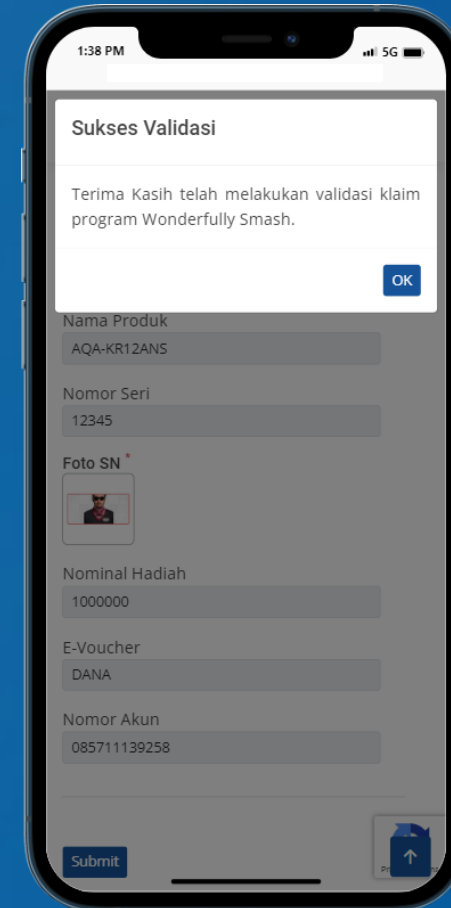 1:38 PM
5G
Sukses Validasi
Terima Kasih telah melakukan validasi klaim
program Wonderfully Smash.
OK
Nama Produk
AQA-KR12ANS
Nomor Seri
12345
Foto SN *
Nominal Hadiah
1000000
E-Voucher
DANA
Nomor Akun
085711139258
Submit